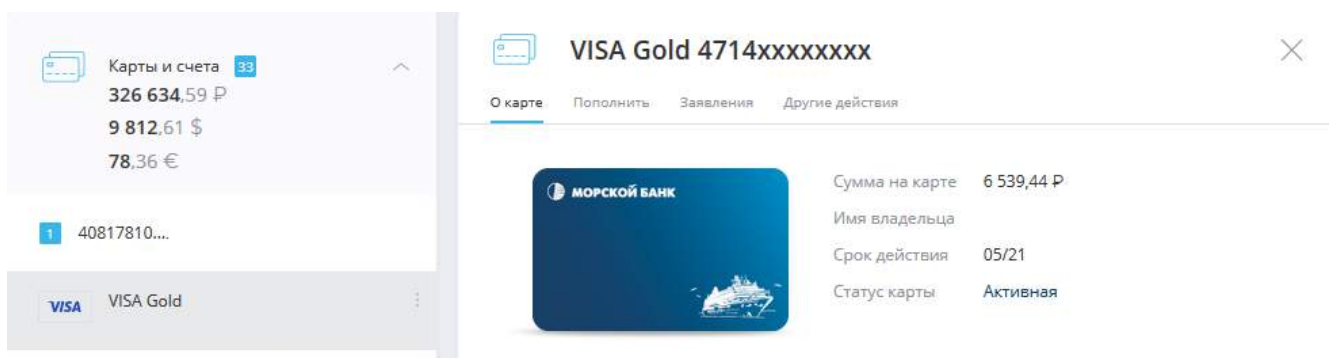 Карты и счета 33
326 634,59 ₽
9 812,61 $
78,36 €
1 40817810....
VISA VISA Gold
VISA Gold 4714xxxxxxxx
О карте Пополнить Заявления Другие действия
МОРСКОЙ БАНК
Сумма на карте 6 539,44 ₽
Имя владельца
Срок действия 05/21
Статус карты Активная